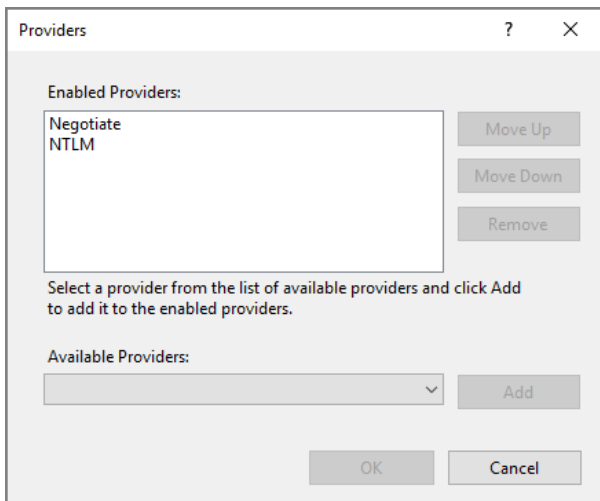 Providers
?
Enabled Providers:
Negotiate
NTLM
Move Up
Move Down
Remove
Select a provider from the list of available providers and click Add
to add it to the enabled providers.
Available Providers:
Add
OK
Cancel